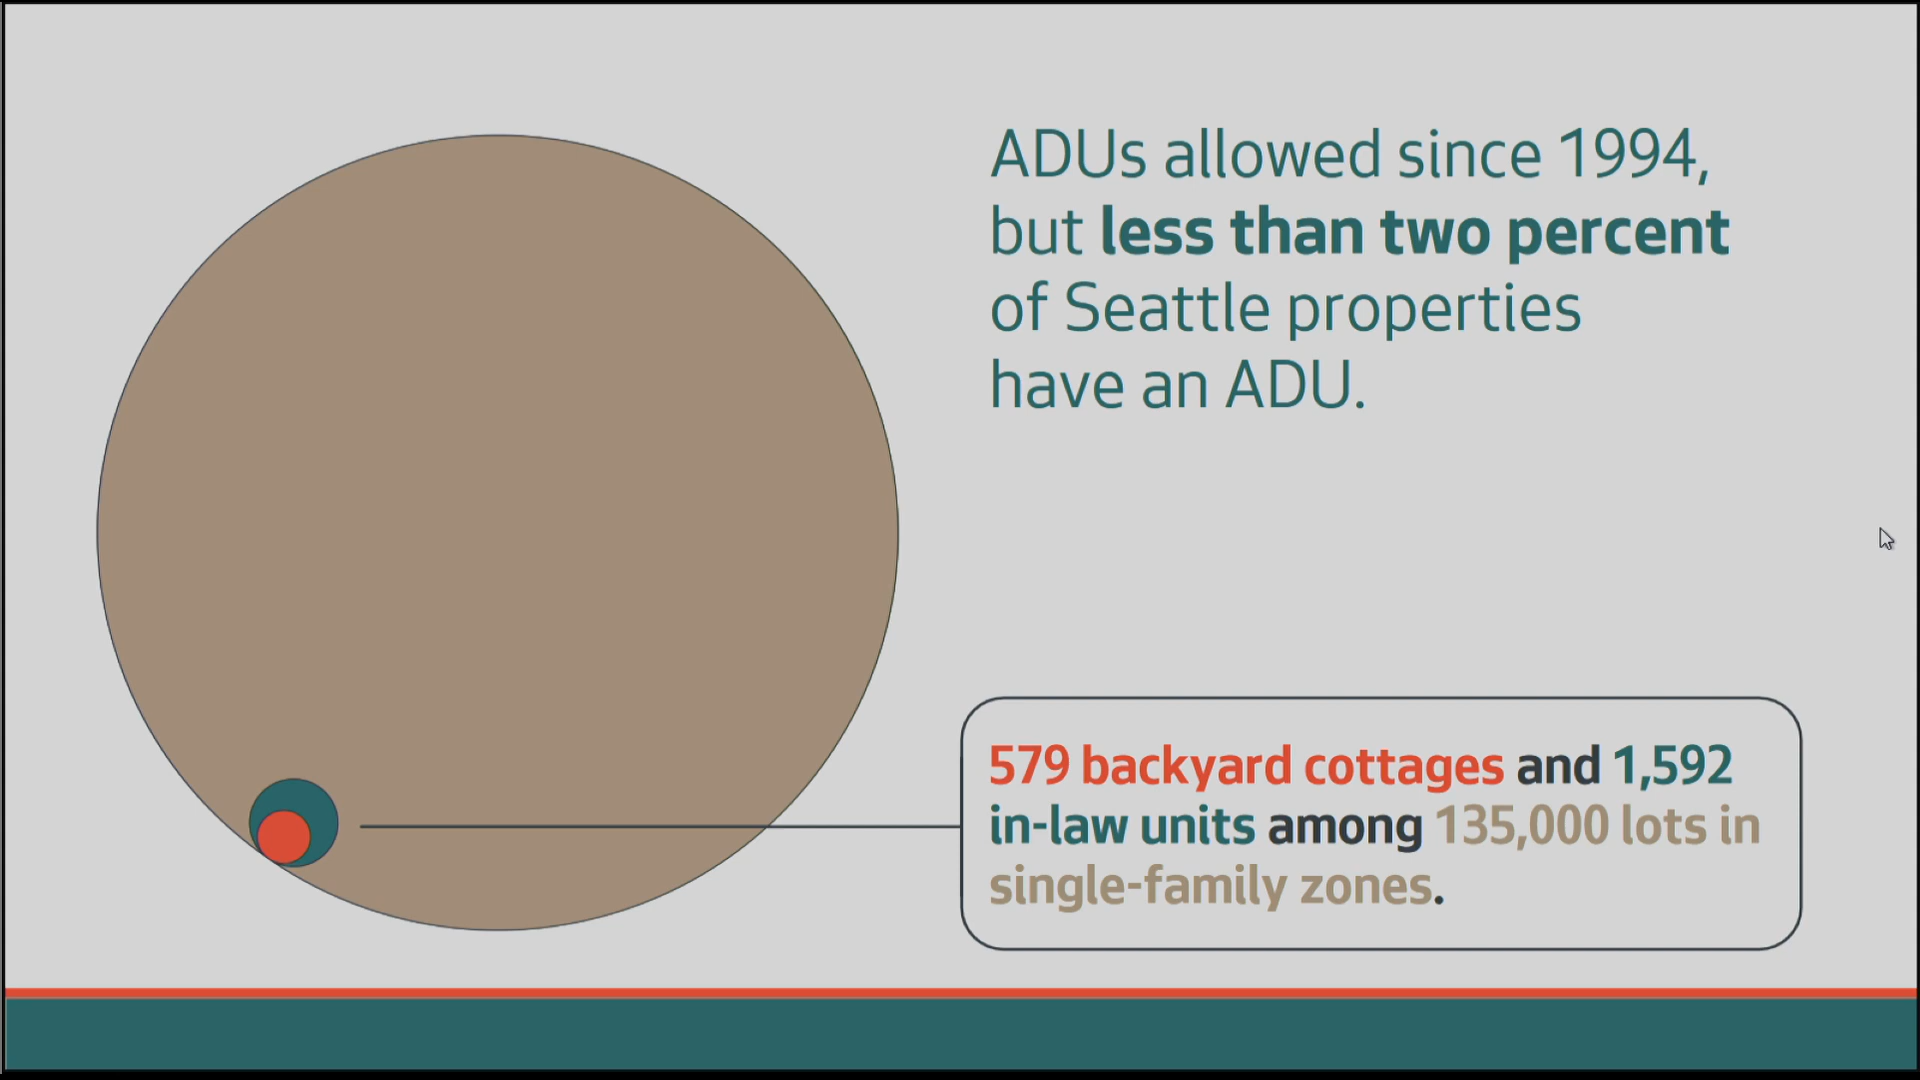 ADUs allowed since 1994,
but less than two percent
of Seattle properties
have an ADU.
579 backyard cottages and 1,592
in-law units among 135,000 lots in
single-family zones.